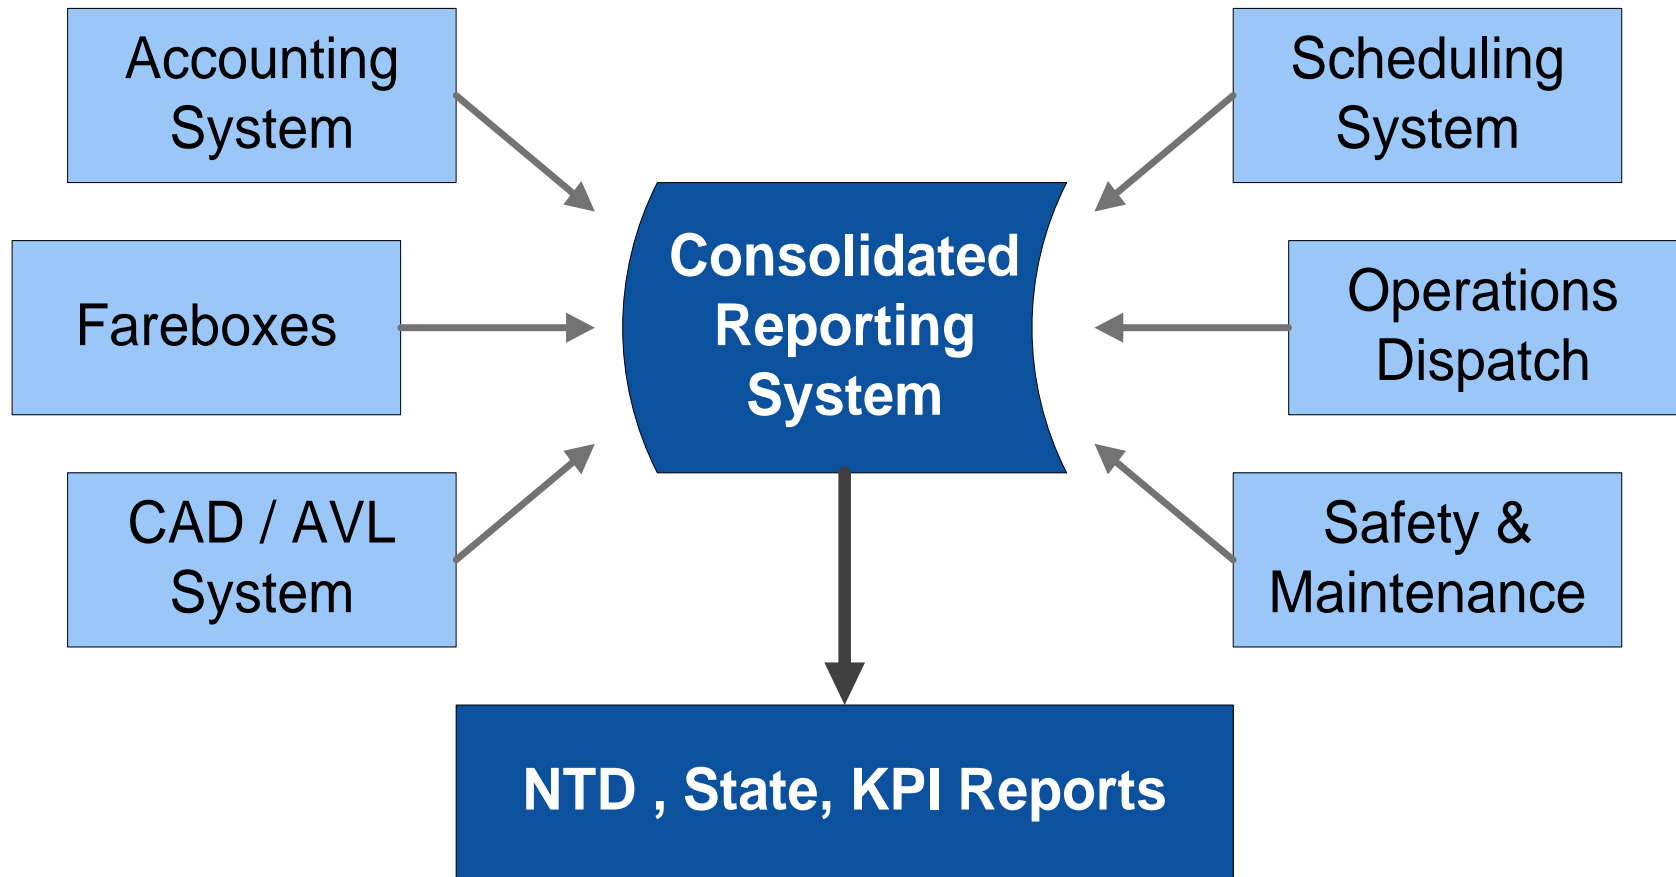 Accounting
System
Scheduling
System
Consolidated
Reporting
System
Fareboxes
Operations
Dispatch
CAD / AVL
System
Safety &
Maintenance
NTD , State, KPI Reports